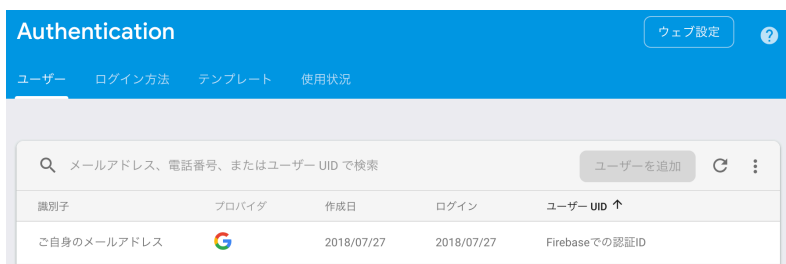 Authentication
ウェブ設定
ユーザー ログイン方法 テンプレート 使用状況
メールアドレス、電話番号、またはユーザー UID で検索 ユーザーを追加
識別子 プロバイダ 作成日 ログイン ユーザー UID
ご自身のメールアドレス 2018/07/27 2018/07/27 Firebaseでの認証ID